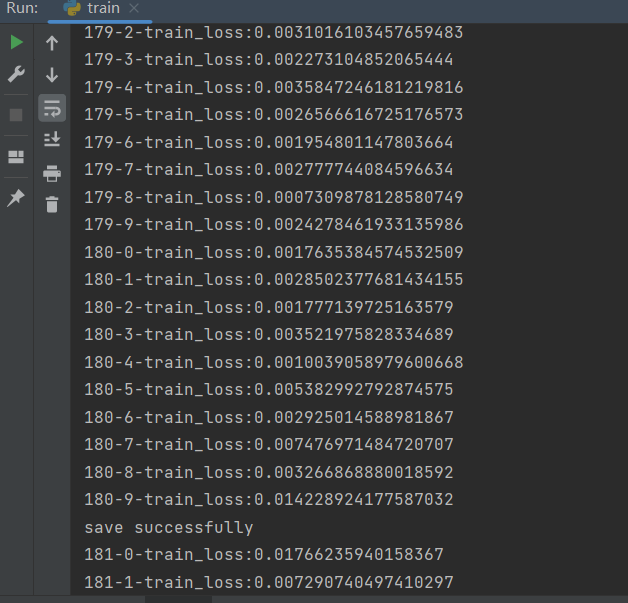 Run: train
179-2-train_loss:0.0031016103457659483
179-3-train_loss:0.002273104852065444
179-4-train_loss:0.0035847246181219816
179-5-train_loss:0.0026566616725176573
179-6-train_loss:0.001954801147803664
179-7-train_loss:0.002777744084596634
179-8-train_loss:0.0007309878128580749
179-9-train_loss:0.0024278461933135986
180-0-train_loss:0.0017635384574532509
180-1-train_loss:0.0028502377681434155
180-2-train_loss:0.001777139725163579
180-3-train_loss:0.003521975828334689
180-4-train_loss:0.0010039058979600668
180-5-train_loss:0.005382992792874575
180-6-train_loss:0.002925014588981867
180-7-train_loss:0.007476971484720707
180-8-train_loss:0.003266868880018592
180-9-train_loss:0.014228924177587032
save successfully
181-0-train_loss:0.01766235940158367
181-1-train_loss:0.007290740497410297